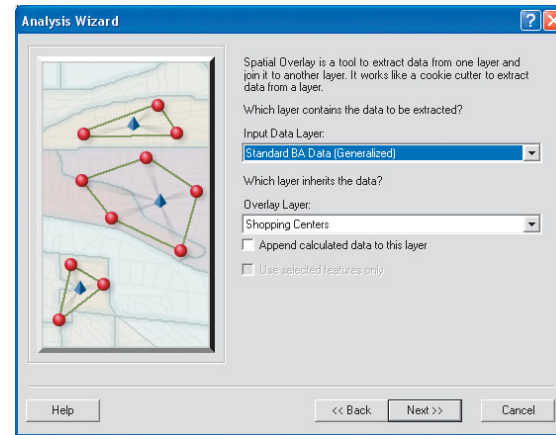 Analysis Wizard
Spatial Overlay is a tool to extract data from one layer and
join it to another layer. It works like a cookie cutter to extract
data from a layer.
Which layer contains the data to be extracted?
Input Data Layer:
Standard BA Data (Generalized)
Which layer inherits the data?
Overlay Layer:
Shopping Centers
Append calculated data to this layer
Use selected features only
Help
<< Back
Next >>
Cancel